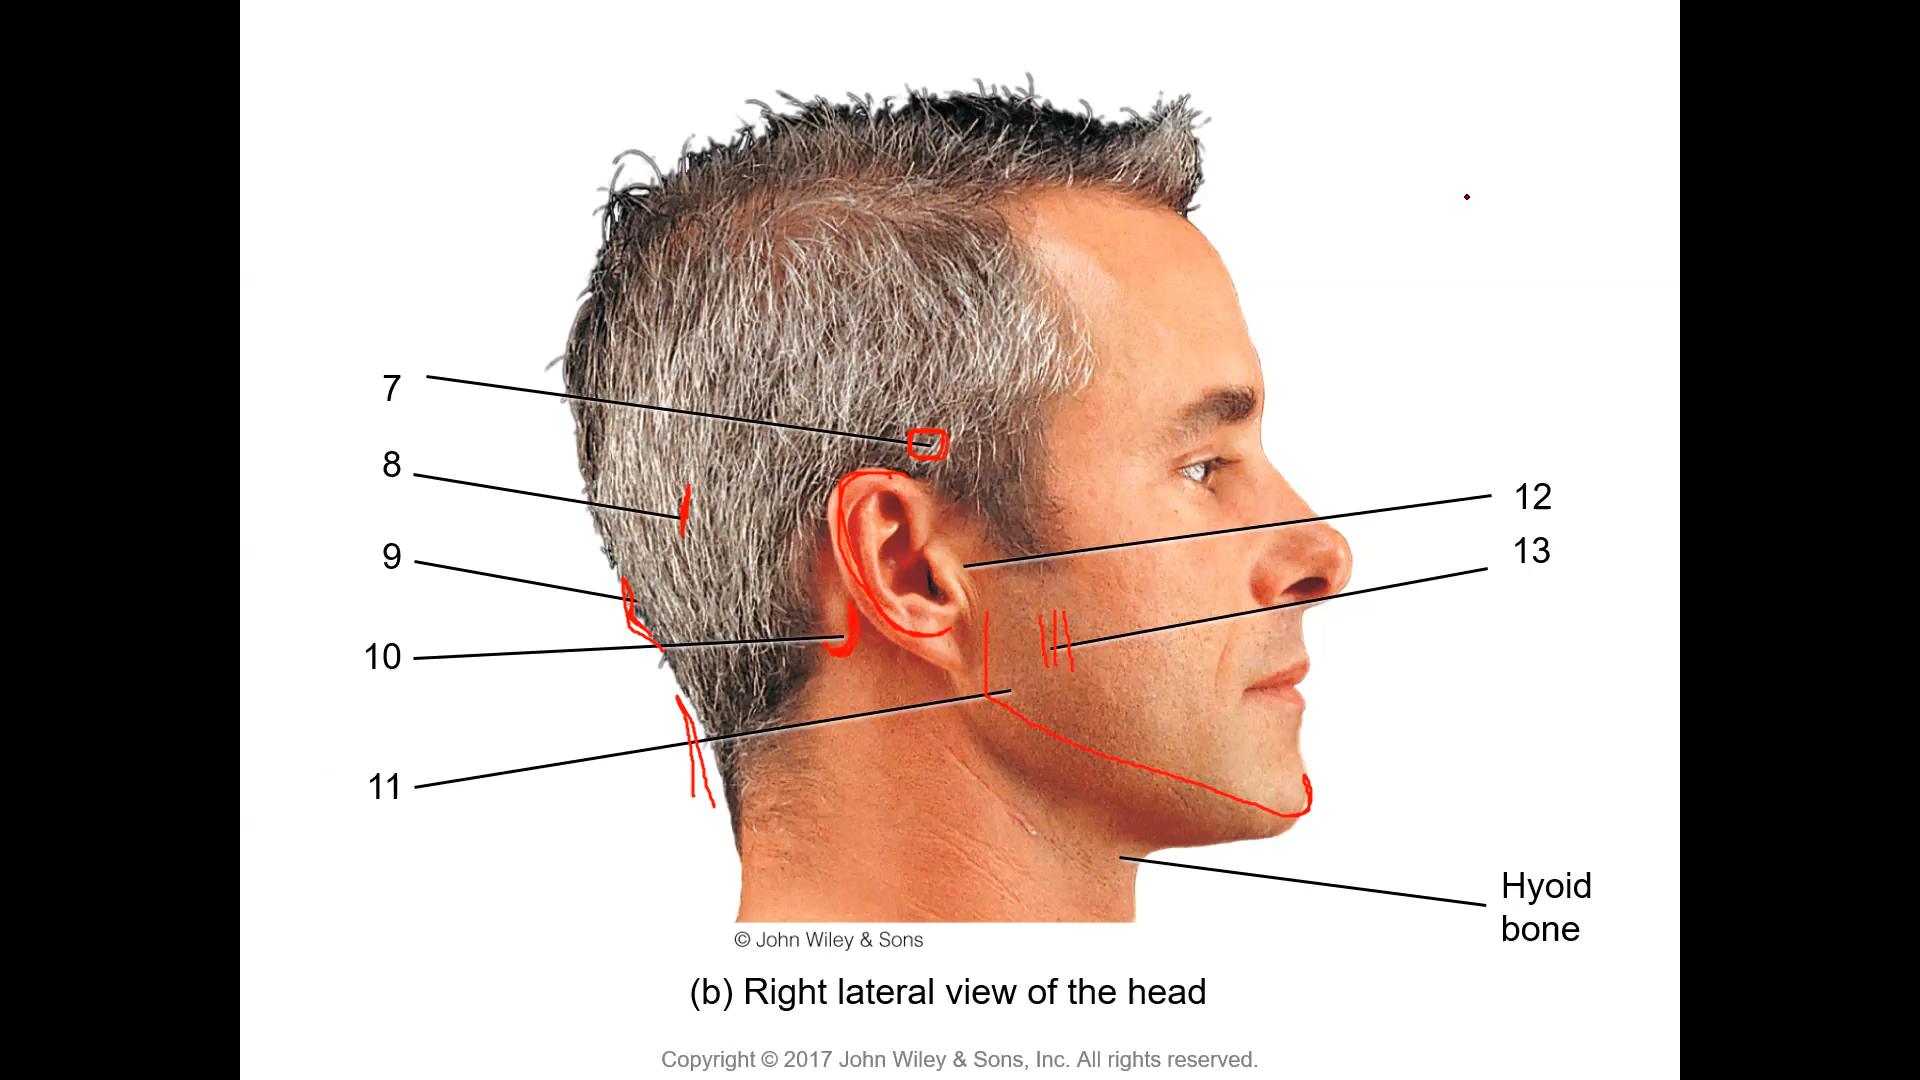 7
8
9
10
11
12
13
Hyoid
bone
© John Wiley & Sons
(b) Right lateral view of the head
Copyright © 2017 John Wiley & Sons, Inc. All rights reserved.